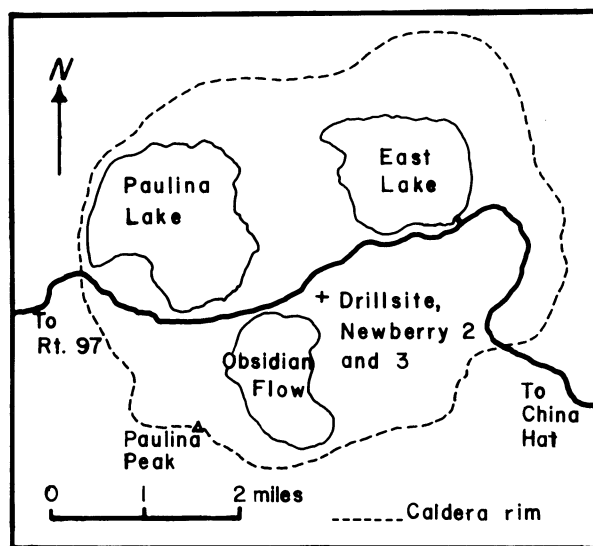 N
Paulina
Lake
East
Lake
+ Drillsite,
Newberry 2
and 3
To
Rt. 97
Obsidian
Flow
To
China
Hat
Paulina
Peak
0 1 2 miles
Caldera rim